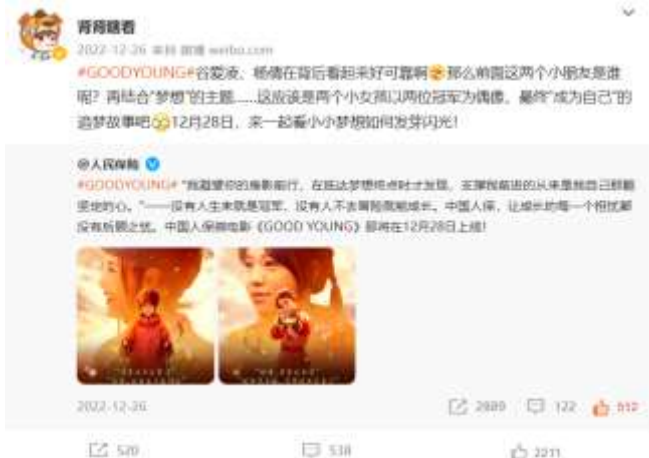 背背瞎看
2022-12-26 来自 微博 weibo.com
#GOODYOUNG#谷爱凌、杨倩在背后看起来好可靠啊 那么前面这两个小朋友是谁
呢？再结合"梦想"的主题......这应该是两个小女孩以两位冠军为偶像，最终"成为自己"的
追梦故事吧 12月28日，来一起看小小梦想如何发芽闪光！
@人民保险
#GOODYOUNG# "我凝望你的身影前行，在抵达梦想终点时才发现，支撑我前进的从来是我自己那颗
坚定的心。"——没有人生来就是冠军，没有人不去冒险就能成长。中国人保，让成长的每一个担忧都
没有后顾之忧。中国人保微电影《GOOD YOUNG》即将在12月28日上线！
2022-12-26 2889 122 512
520 538 2211